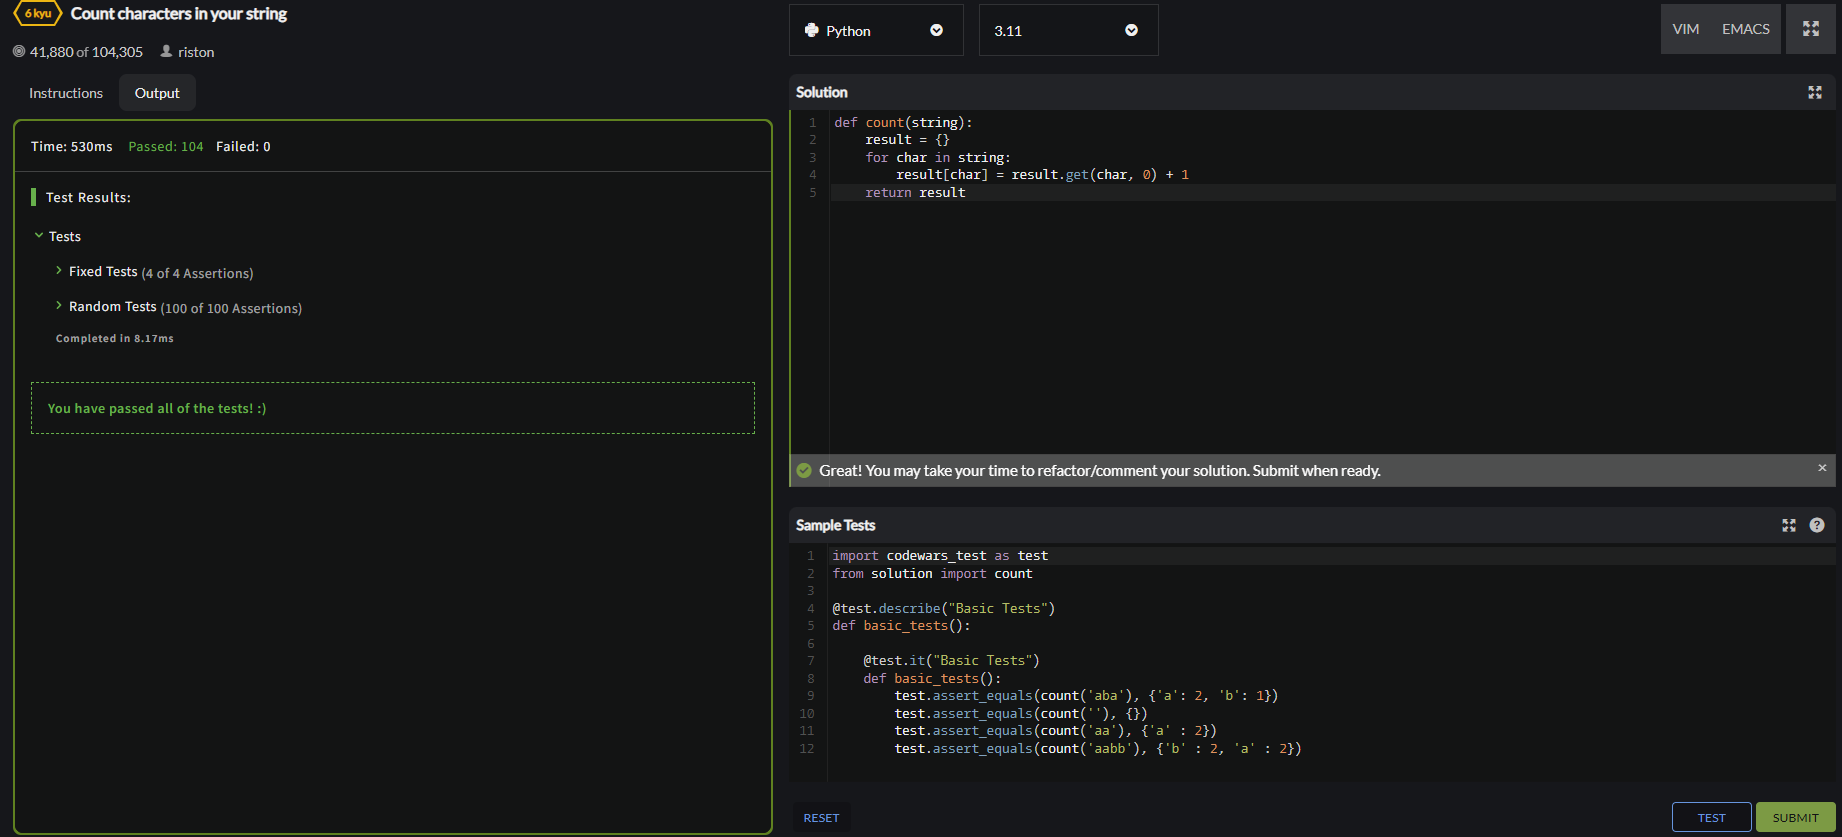 6 kyu Count characters in your string
41,880 of 104,305 riston
Instructions Output
Time: 530ms Passed: 104 Failed: 0
Test Results:
Tests
Fixed Tests (4 of 4 Assertions)
Random Tests (100 of 100 Assertions)
Completed in 8.17ms
You have passed all of the tests! :)
Python 3.11 VIM EMACS
Solution
1 def count(string):
2     result = {}
3     for char in string:
4         result[char] = result.get(char, 0) + 1
5     return result
Great! You may take your time to refactor/comment your solution. Submit when ready. ×
Sample Tests ?
1 import codewars_test as test
2 from solution import count
3
4 @test.describe("Basic Tests")
5 def basic_tests():
6
7     @test.it("Basic Tests")
8     def basic_tests():
9         test.assert_equals(count('aba'), {'a': 2, 'b': 1})
10         test.assert_equals(count(''), {})
11         test.assert_equals(count('aa'), {'a' : 2})
12         test.assert_equals(count('aabb'), {'b' : 2, 'a' : 2})
RESET TEST SUBMIT